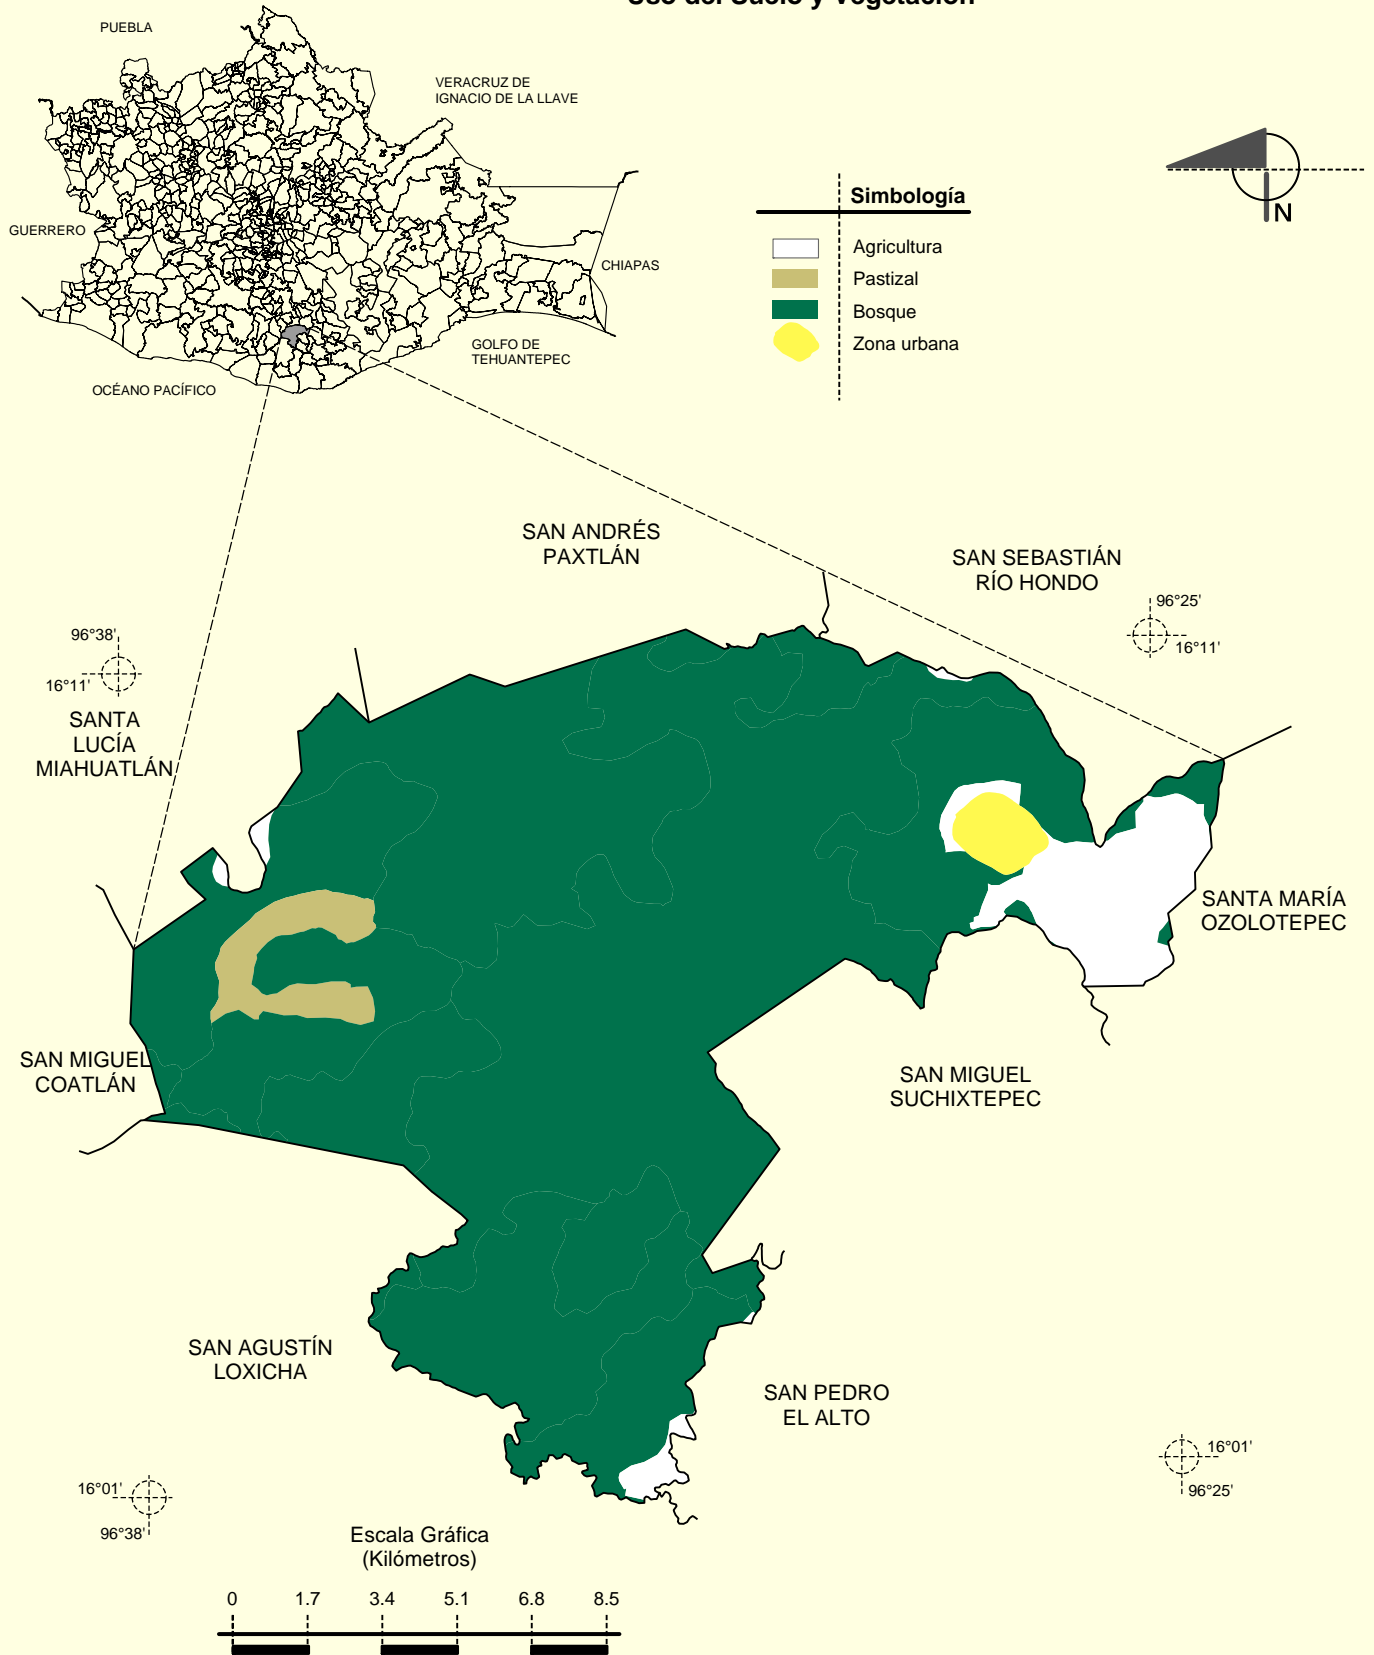 Uso del Suelo y Vegetación
PUEBLA
VERACRUZ DE
IGNACIO DE LA LLAVE
GUERRERO
CHIAPAS
GOLFO DE
TEHUANTEPEC
OCÉANO PACÍFICO
Simbología
Agricultura
Pastizal
Bosque
Zona urbana
N
SAN ANDRÉS
PAXTLÁN
SAN SEBASTIÁN
RÍO HONDO
96°25'
16°11'
96°38'
16°11'
SANTA
LUCÍA
MIAHUATLÁN
SANTA MARÍA
OZOLOTEPEC
SAN MIGUEL
COATLÁN
SAN MIGUEL
SUCHIXTEPEC
SAN AGUSTÍN
LOXICHA
SAN PEDRO
EL ALTO
16°01'
96°25'
16°01'
96°38'
Escala Gráfica
(Kilómetros)
0 1.7 3.4 5.1 6.8 8.5